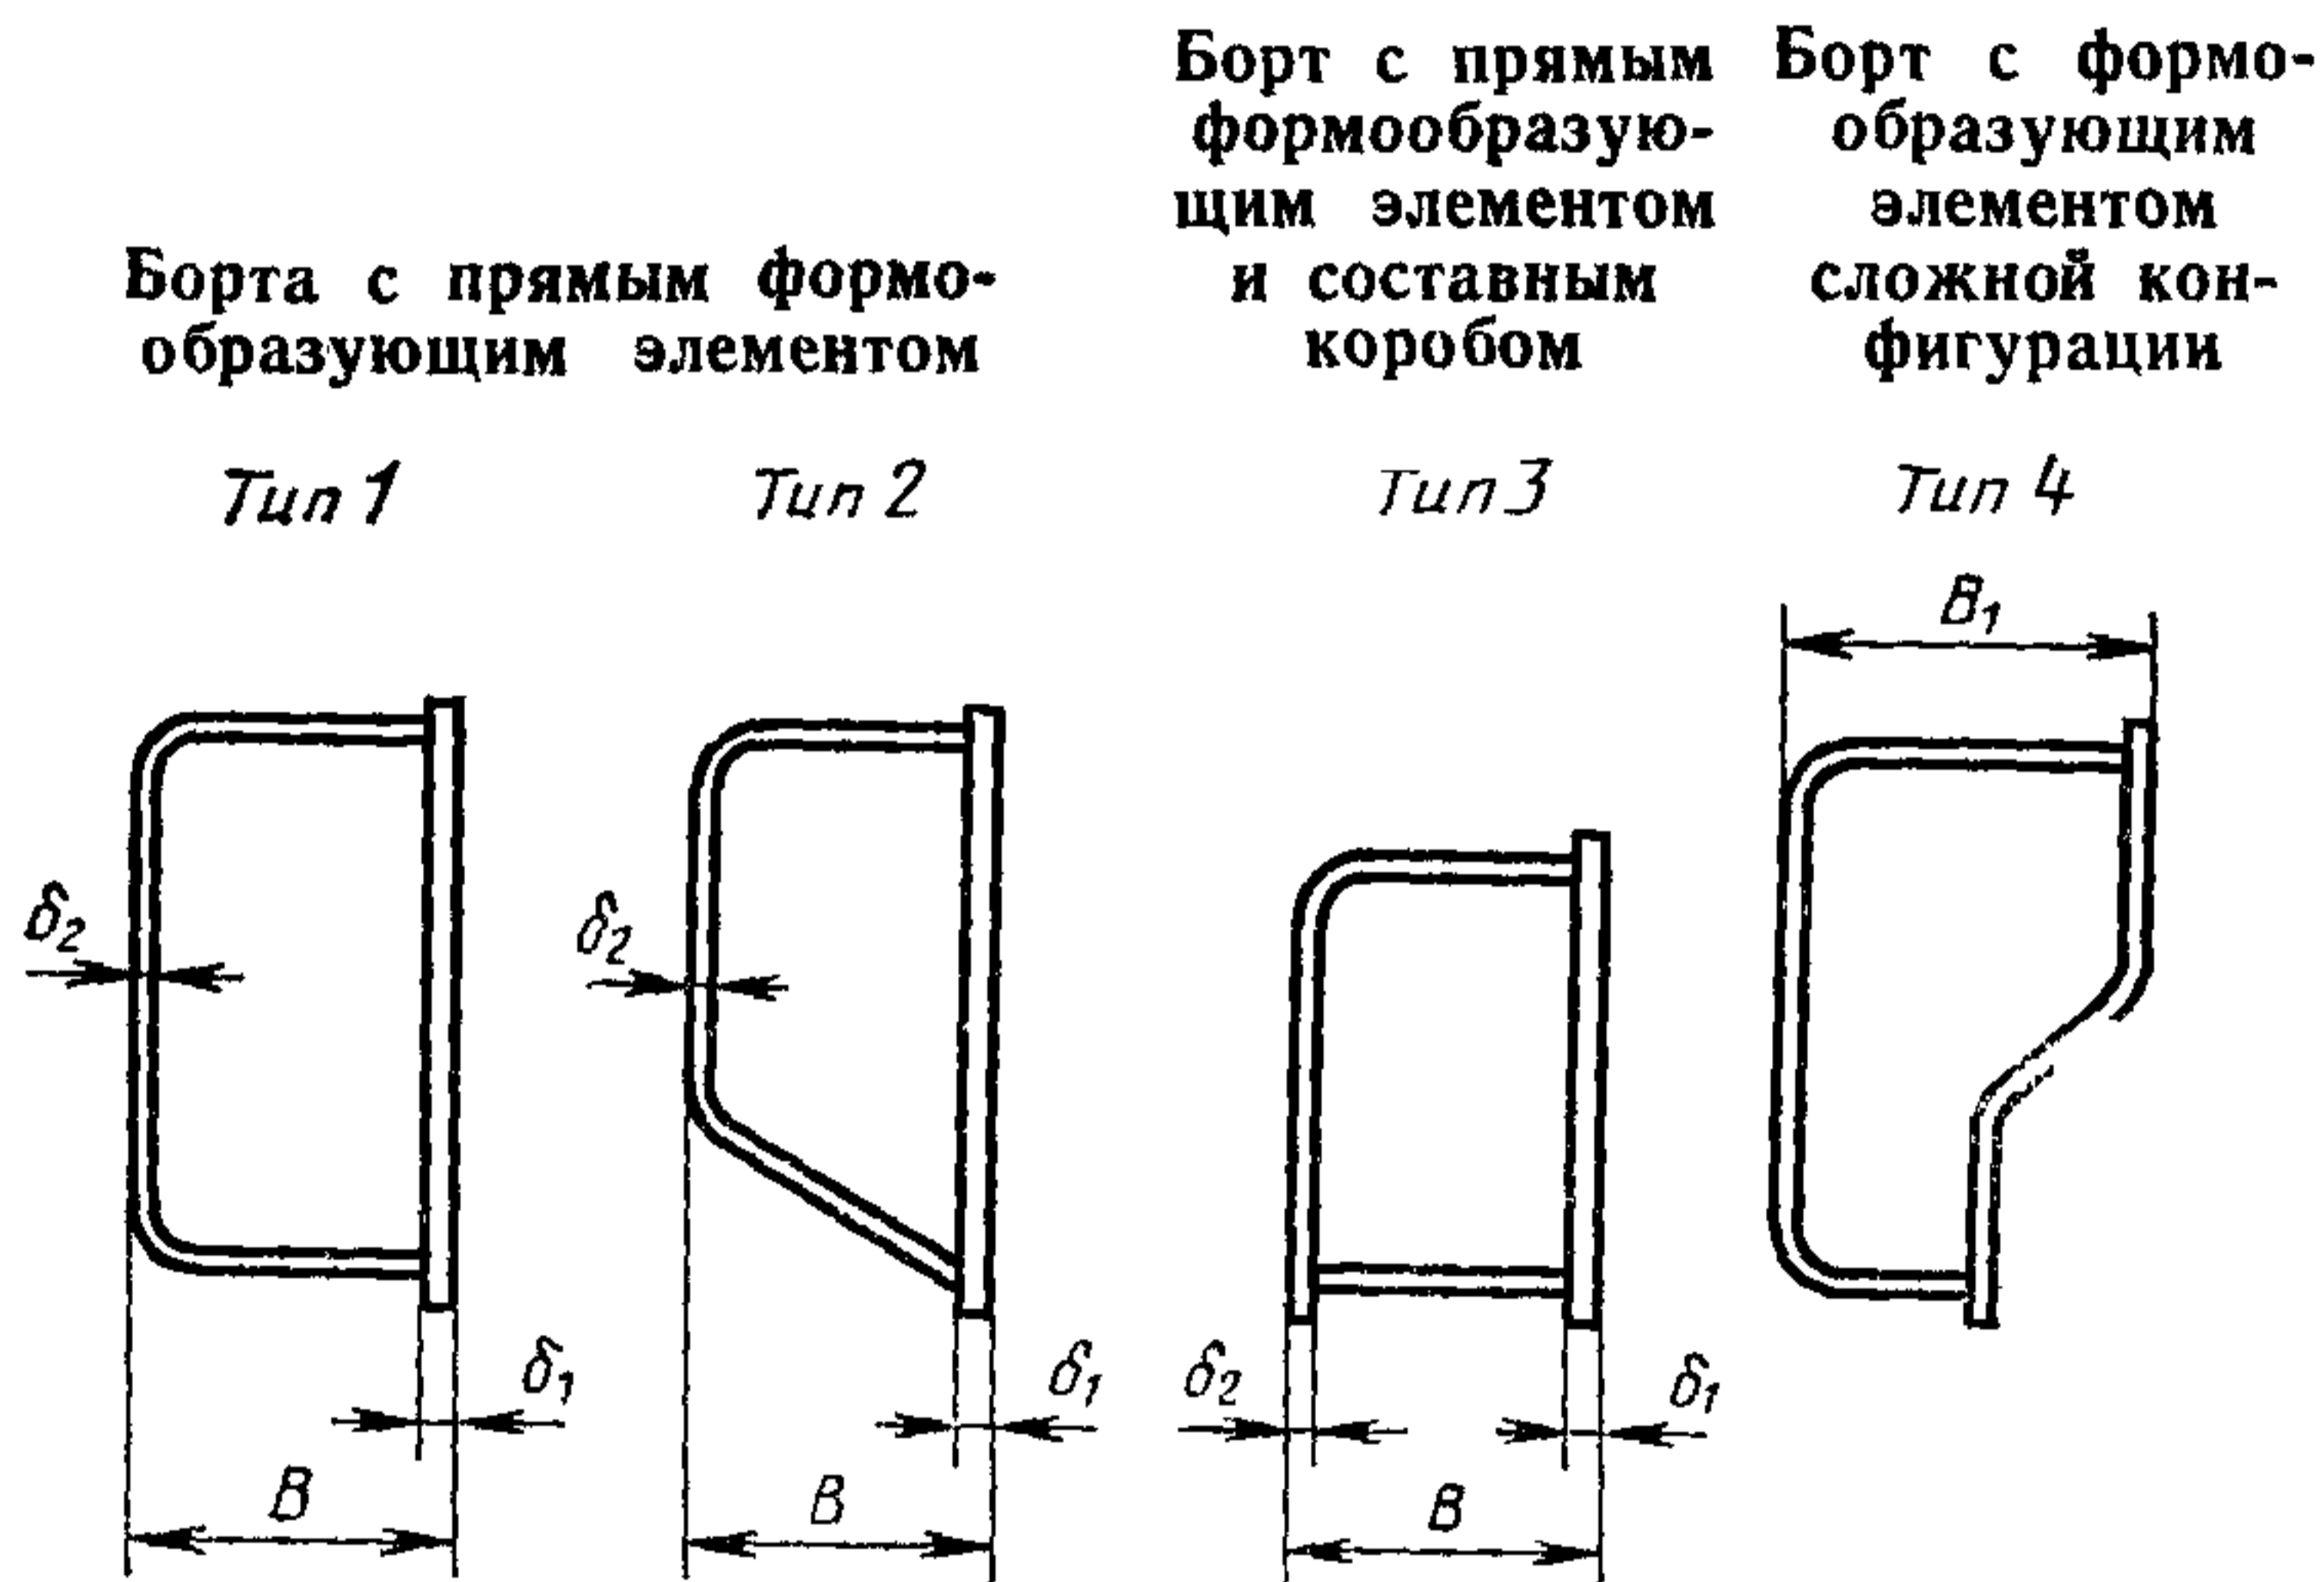 Борта с прямым формо-
образующим элементом
Борт с прямым
формообразую-
щим элементом
и составным
коробом
Борт с формо-
образующим
элементом
сложной кон-
фигурации
Тип 1
Тип 2
Тип 3
Тип 4
B₁
δ₂
δ₂
δ₁
δ₁
δ₂
δ₁
B
B
B